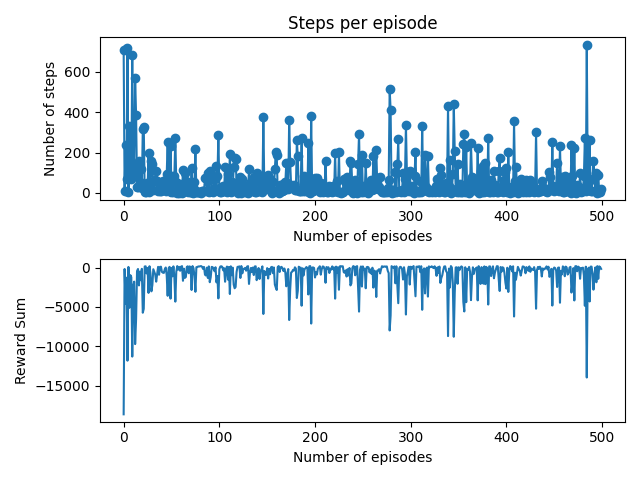 Steps per episode
Number of steps
600
400
200
0
0 100 200 300 400 500
Number of episodes
Reward Sum
0
−5000
−10000
−15000
0 100 200 300 400 500
Number of episodes